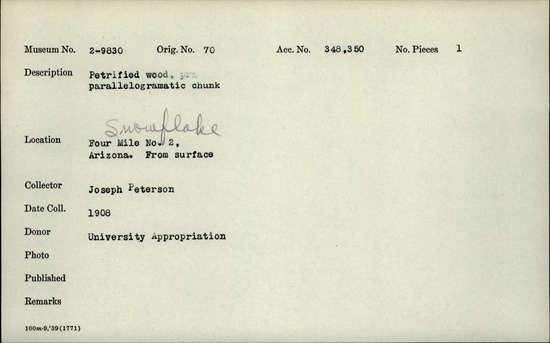 Museum No. 2-9830 Orig. No. 70 Acc. No. 348,350 No. Pieces 1
Description Petrified wood,
parallelogramatic chunk
Snowflake
Location Four Mile No. 2,
Arizona. From surface
Collector Joseph Peterson
Date Coll. 1908
Donor University Appropriation
Photo
Published
Remarks
100m-9,'39(1771)